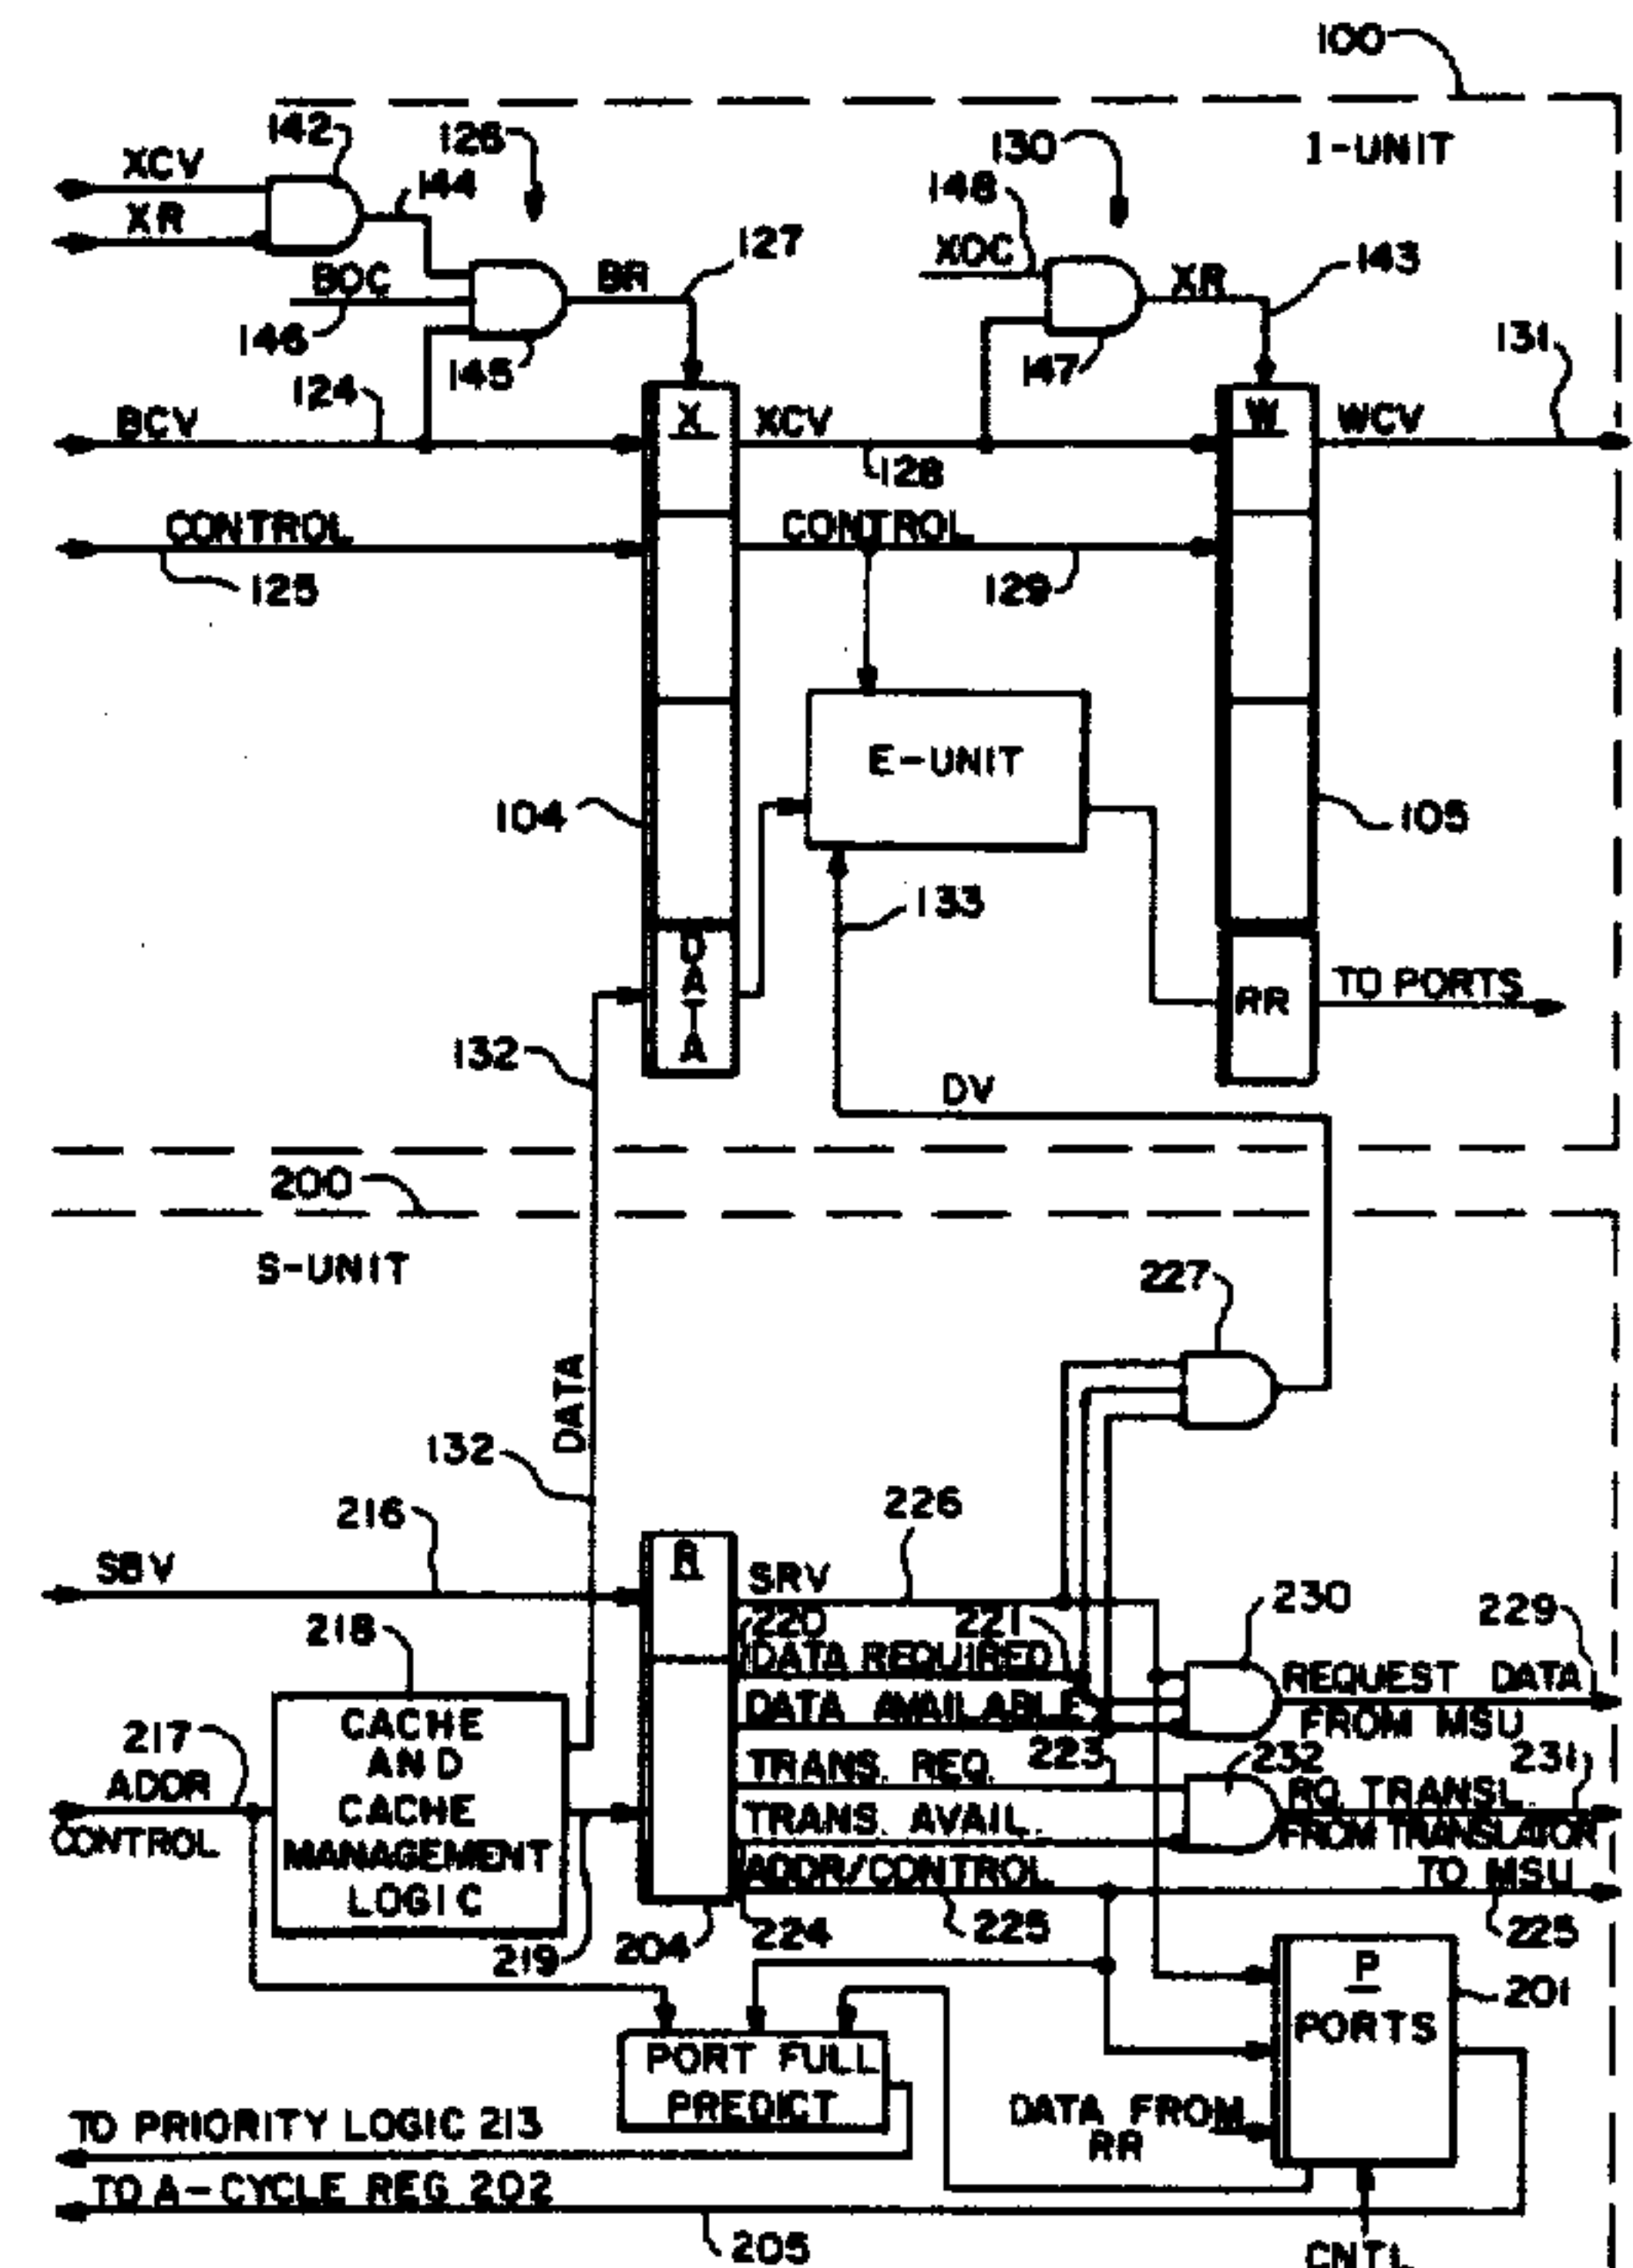 100
I-UNIT
142
126
130
XCV
144
148
XR
127
XOC
BOC
BR
XR
143
146
145
147
131
124
BCV
X
XCV
W
WCV
128
CONTROL
CONTROL
125
129
E-UNIT
104
105
133
DATA
RR
TO PORTS
132
DV
200
S-UNIT
227
DATA
132
216
226
SBV
R
SRV
230
229
218
220
221
DATA REQUIRED
REQUEST DATA
FROM MSU
217
CACHE
AND
CACHE
MANAGEMENT
LOGIC
DATA AVAILABLE
ADDR
CONTROL
TRANS. REQ.
223
232
231
RQ TRANSL.
FROM TRANSLATOR
TRANS. AVAIL.
ADDR/CONTROL
TO MSU
219
204
224
225
225
P
PORTS
201
PORT FULL
PREDICT
DATA FROM
RR
TO PRIORITY LOGIC 213
TO A-CYCLE REG 202
205
CNTL